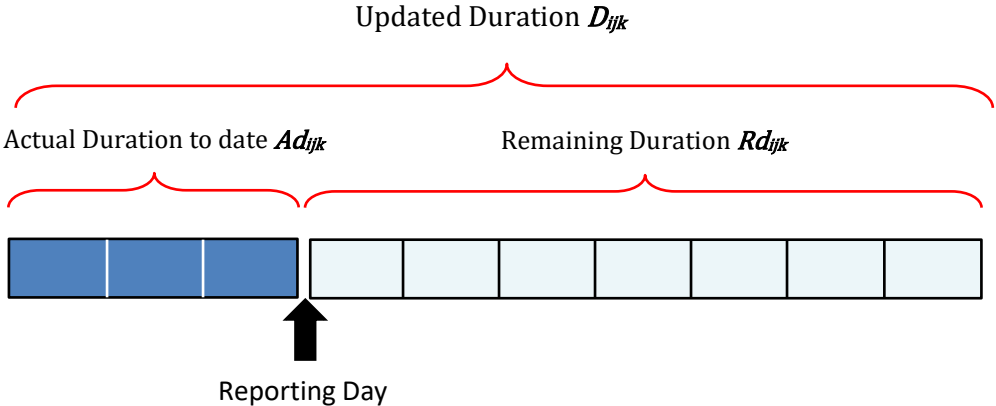 Updated Duration Dijk
Actual Duration to date Adijk
Remaining Duration Rdijk
Reporting Day